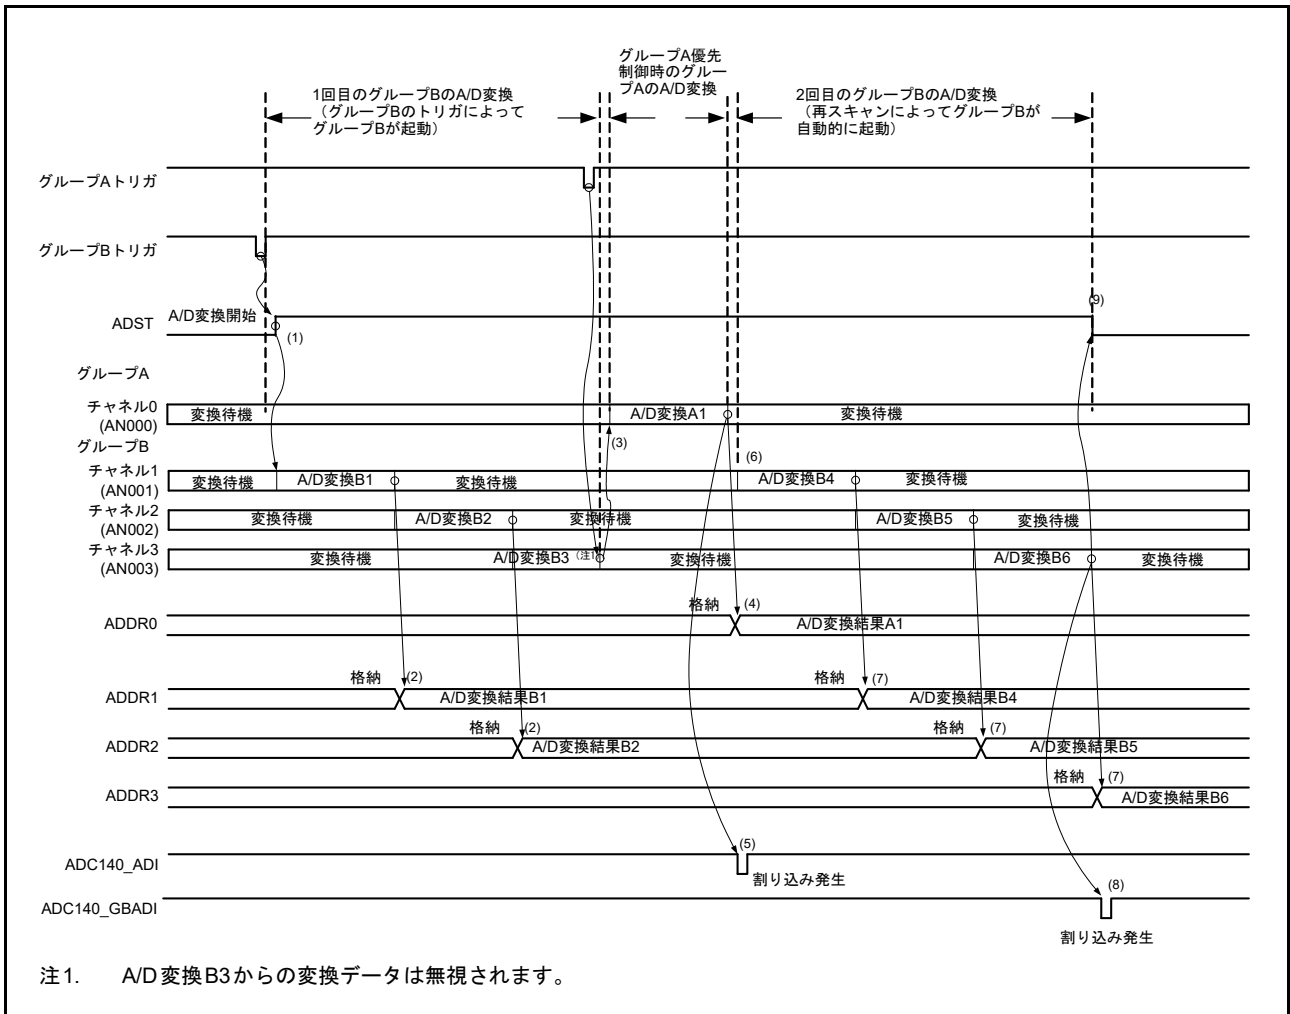 グループA優先
制御時のグルー
プAのA/D変換
1回目のグループBのA/D変換
（グループBのトリガによって
グループBが起動）
2回目のグループBのA/D変換
（再スキャンによってグループBが
自動的に起動）
グループAトリガ
グループBトリガ
ADST
A/D変換開始
(1)
(9)
グループA
チャネル0
(AN000)
変換待機
A/D変換A1
変換待機
(3)
グループB
(6)
チャネル1
(AN001)
変換待機
A/D変換B1
変換待機
A/D変換B4
変換待機
チャネル2
(AN002)
変換待機
A/D変換B2
変換待機
A/D変換B5
変換待機
チャネル3
(AN003)
変換待機
A/D変換B3
（注1
変換待機
A/D変換B6
変換待機
ADDR0
格納
(4)
A/D変換結果A1
ADDR1
格納
(2)
A/D変換結果B1
格納
(7)
A/D変換結果B4
ADDR2
格納
(2)
A/D変換結果B2
格納
(7)
A/D変換結果B5
ADDR3
格納
(7)
A/D変換結果B6
ADC140_ADI
(5)
割り込み発生
ADC140_GBADI
(8)
割り込み発生
注1. A/D変換B3からの変換データは無視されます。